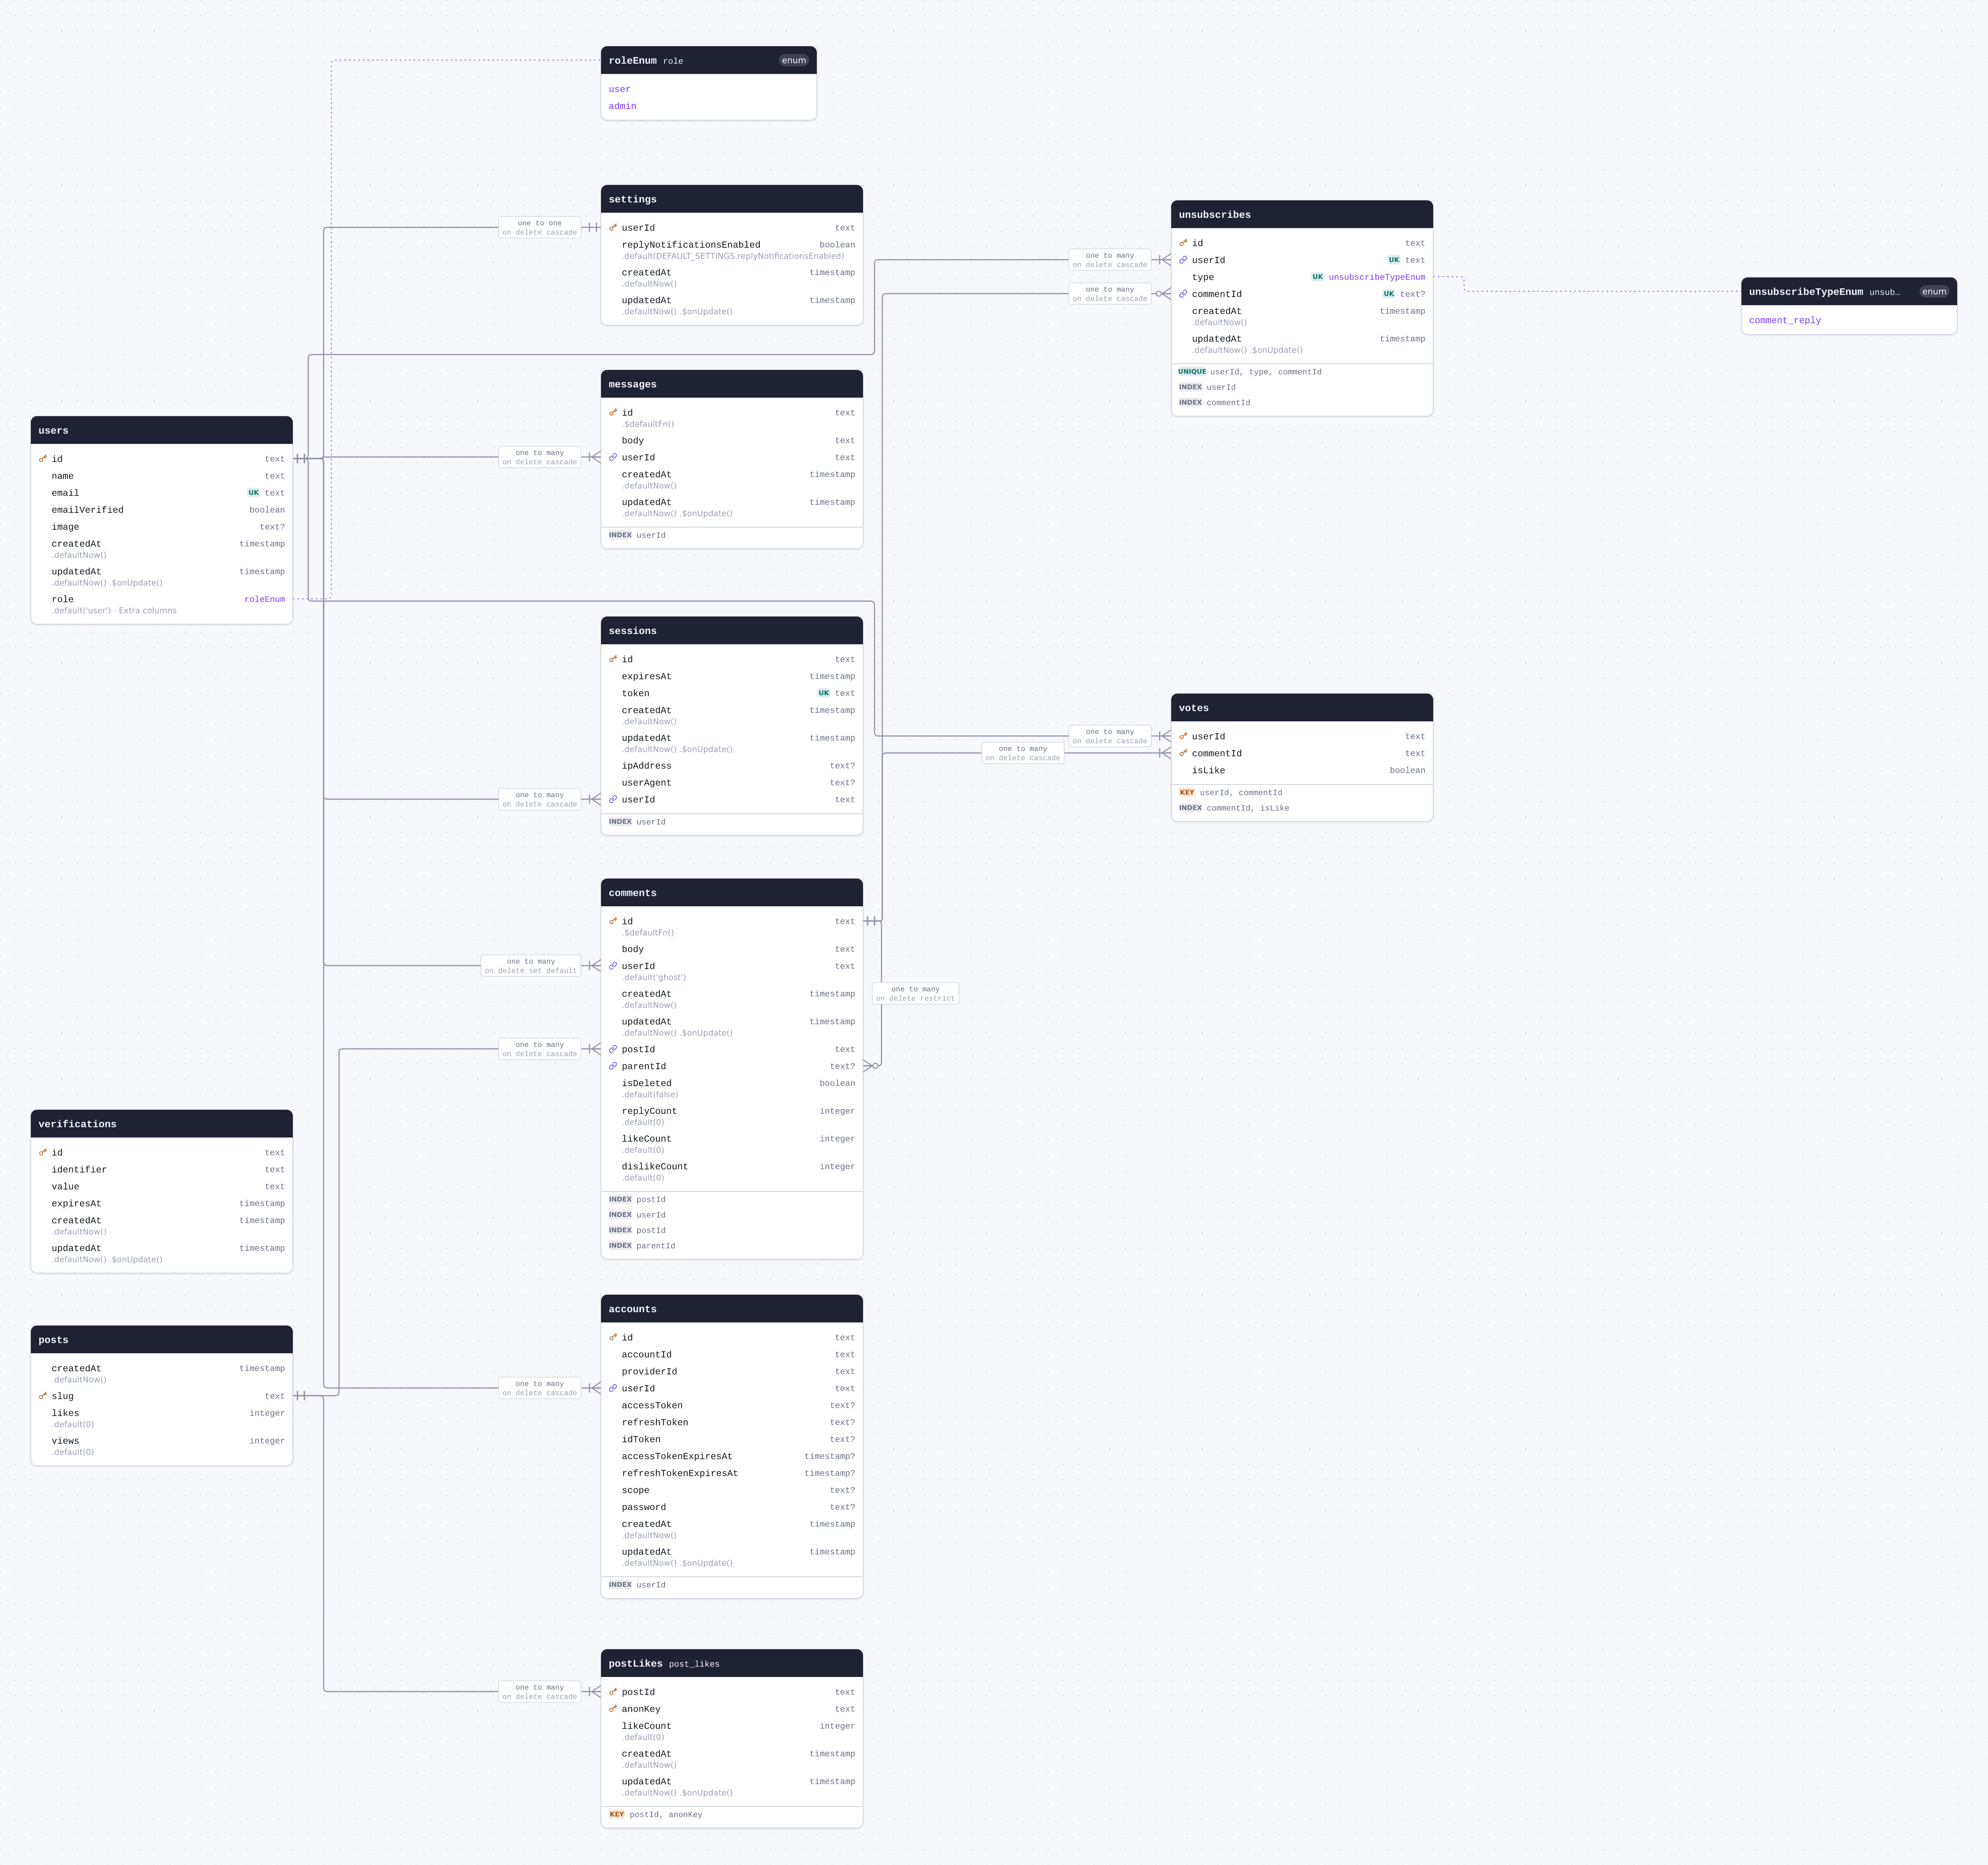 roleEnum role enum
user
admin
settings
userId text
replyNotificationsEnabled boolean
.default(DEFAULT_SETTINGS.replyNotificationsEnabled)
createdAt timestamp
.defaultNow()
updatedAt timestamp
.defaultNow() .$onUpdate()
one to one
on delete cascade
unsubscribes
id text
userId UK text
type UK unsubscribeTypeEnum
commentId UK text?
createdAt timestamp
.defaultNow()
updatedAt timestamp
.defaultNow() .$onUpdate()
UNIQUE userId, type, commentId
INDEX userId
INDEX commentId
one to many
on delete cascade
one to many
on delete cascade
unsubscribeTypeEnum unsub… enum
comment_reply
messages
id text
.$defaultFn()
body text
userId text
createdAt timestamp
.defaultNow()
updatedAt timestamp
.defaultNow() .$onUpdate()
INDEX userId
one to many
on delete cascade
users
id text
name text
email UK text
emailVerified boolean
image text?
createdAt timestamp
.defaultNow()
updatedAt timestamp
.defaultNow() .$onUpdate()
role roleEnum
.default('user') · Extra columns
sessions
id text
expiresAt timestamp
token UK text
createdAt timestamp
.defaultNow()
updatedAt timestamp
.defaultNow() .$onUpdate()
ipAddress text?
userAgent text?
userId text
INDEX userId
one to many
on delete cascade
votes
userId text
commentId text
isLike boolean
KEY userId, commentId
INDEX commentId, isLike
one to many
on delete cascade
one to many
on delete cascade
comments
id text
.$defaultFn()
body text
userId text
.default('ghost')
createdAt timestamp
.defaultNow()
updatedAt timestamp
.defaultNow() .$onUpdate()
postId text
parentId text?
isDeleted boolean
.default(false)
replyCount integer
.default(0)
likeCount integer
.default(0)
dislikeCount integer
.default(0)
INDEX postId
INDEX userId
INDEX postId
INDEX parentId
one to many
on delete set default
one to many
on delete cascade
one to many
on delete restrict
verifications
id text
identifier text
value text
expiresAt timestamp
createdAt timestamp
.defaultNow()
updatedAt timestamp
.defaultNow() .$onUpdate()
posts
createdAt timestamp
.defaultNow()
slug text
likes integer
.default(0)
views integer
.default(0)
accounts
id text
accountId text
providerId text
userId text
accessToken text?
refreshToken text?
idToken text?
accessTokenExpiresAt timestamp?
refreshTokenExpiresAt timestamp?
scope text?
password text?
createdAt timestamp
.defaultNow()
updatedAt timestamp
.defaultNow() .$onUpdate()
INDEX userId
one to many
on delete cascade
postLikes post_likes
postId text
anonKey text
likeCount integer
.default(0)
createdAt timestamp
.defaultNow()
updatedAt timestamp
.defaultNow() .$onUpdate()
KEY postId, anonKey
one to many
on delete cascade